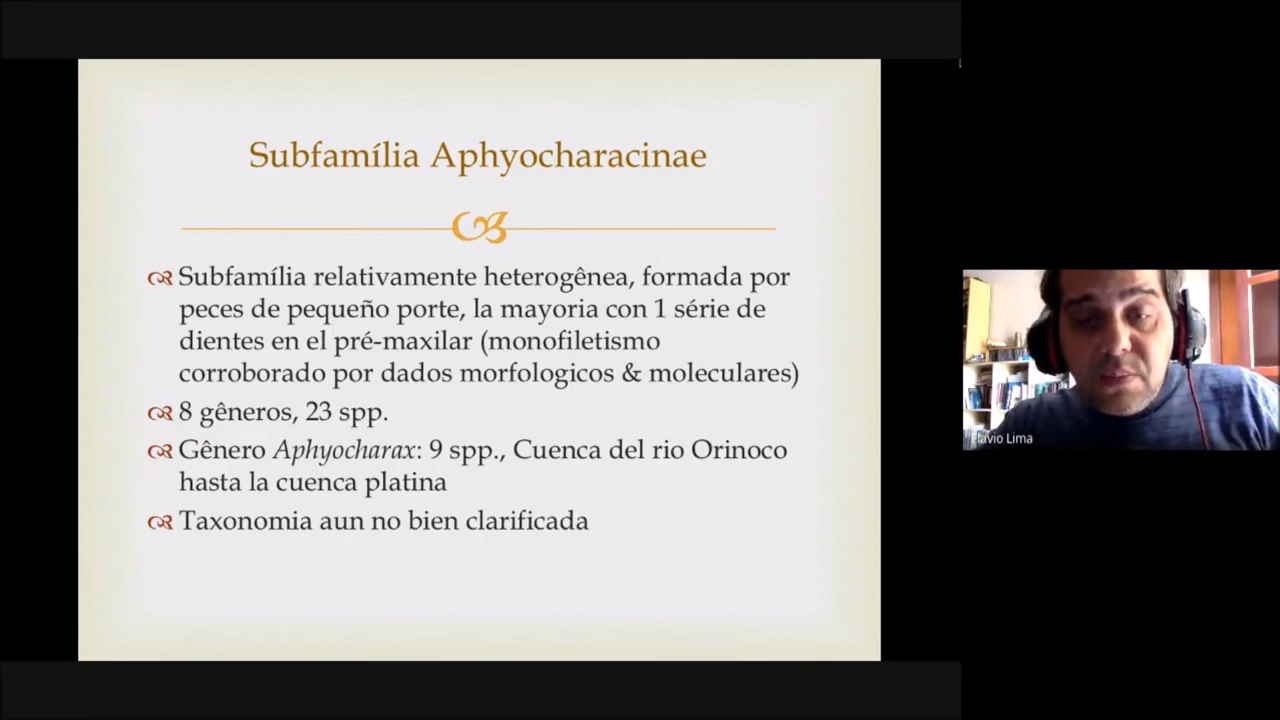 Subfamília Aphyocharacinae
Subfamília relativamente heterogênea, formada por
peces de pequeño porte, la mayoria con 1 série de
dientes en el pré-maxilar (monofiletismo
corroborado por dados morfologicos & moleculares)
8 gêneros, 23 spp.
Gênero Aphyocharax: 9 spp., Cuenca del rio Orinoco
hasta la cuenca platina
Taxonomia aun no bien clarificada
Flavio Lima